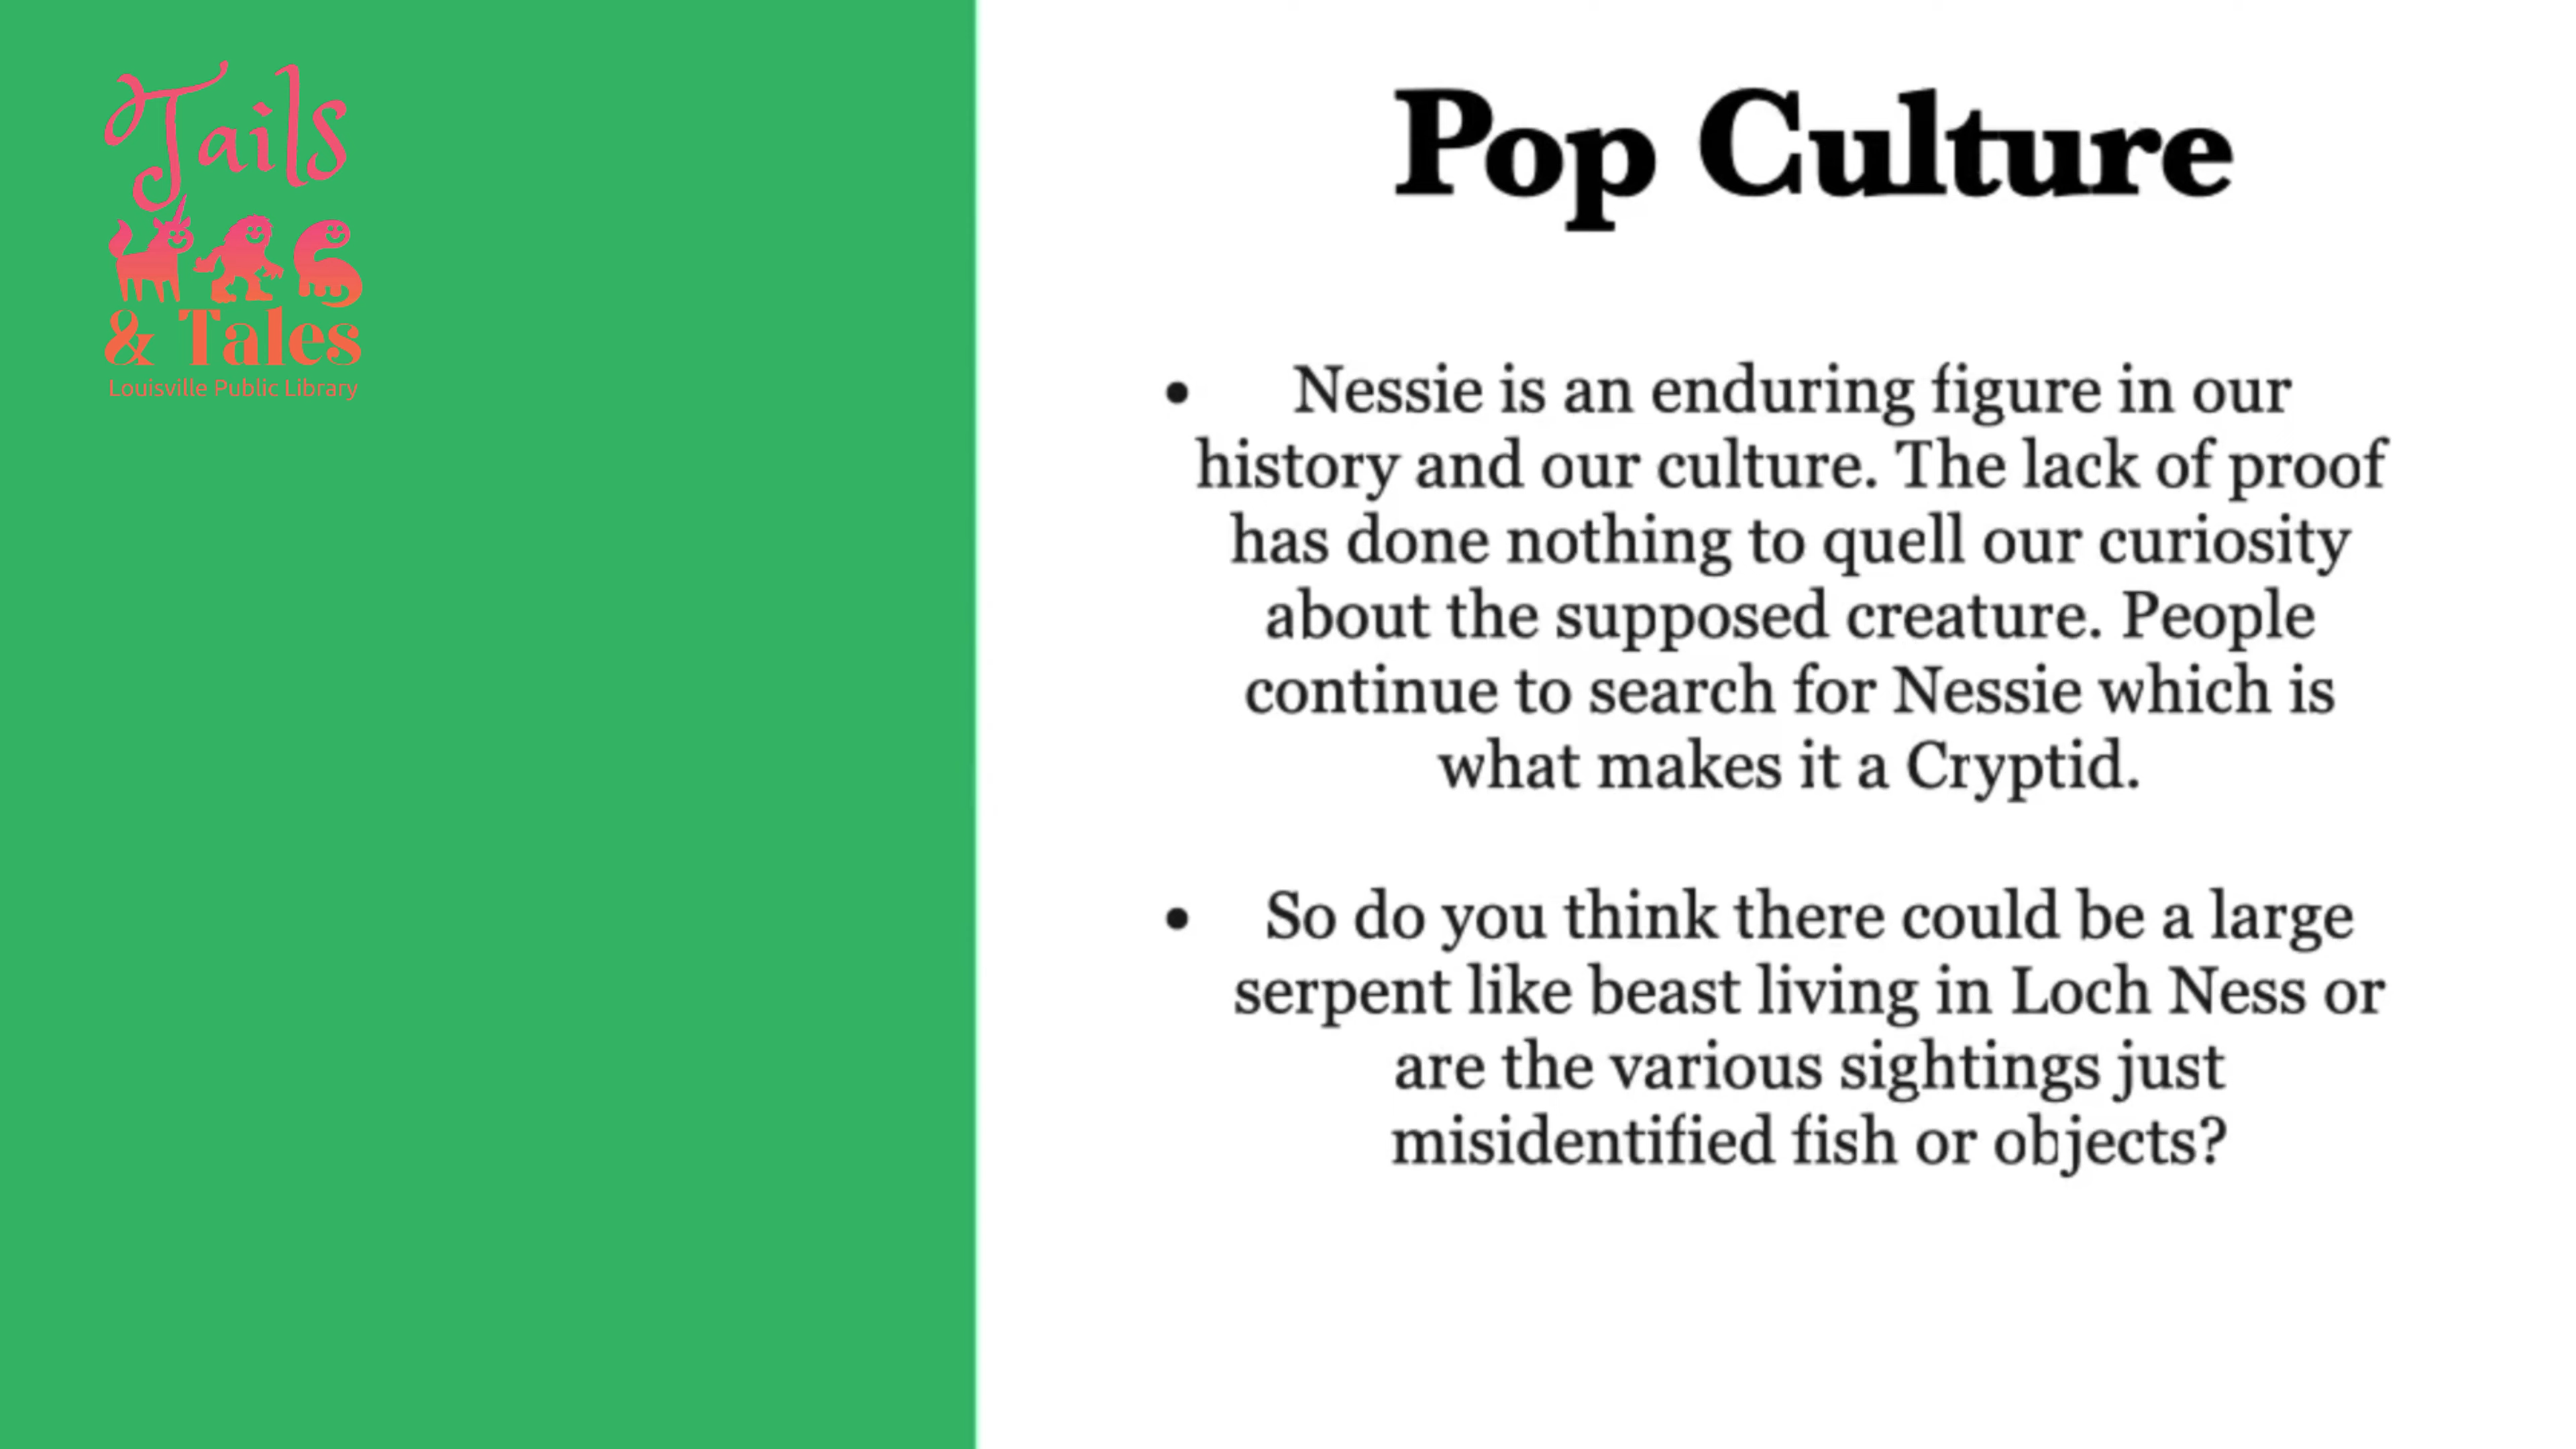 Tails
& Tales
Louisville Public Library
Pop Culture
• Nessie is an enduring figure in our
history and our culture. The lack of proof
has done nothing to quell our curiosity
about the supposed creature. People
continue to search for Nessie which is
what makes it a Cryptid.
• So do you think there could be a large
serpent like beast living in Loch Ness or
are the various sightings just
misidentified fish or objects?